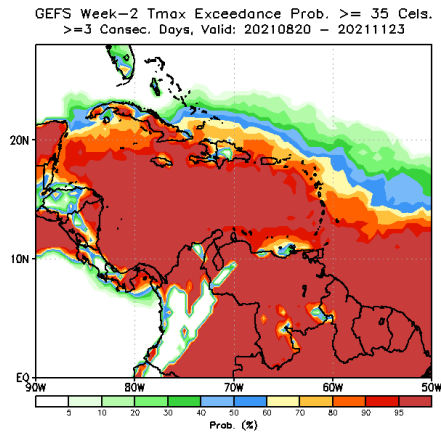 GEFS Week-2 Tmax Exceedance Prob. >= 35 Cels.
>=3 Consec. Days, Valid: 20210820 - 20211123
20N
10N
EQ
90W 80W 70W 60W 50W
5 10 20 30 40 50 60 70 80 90 95
Prob. (%)